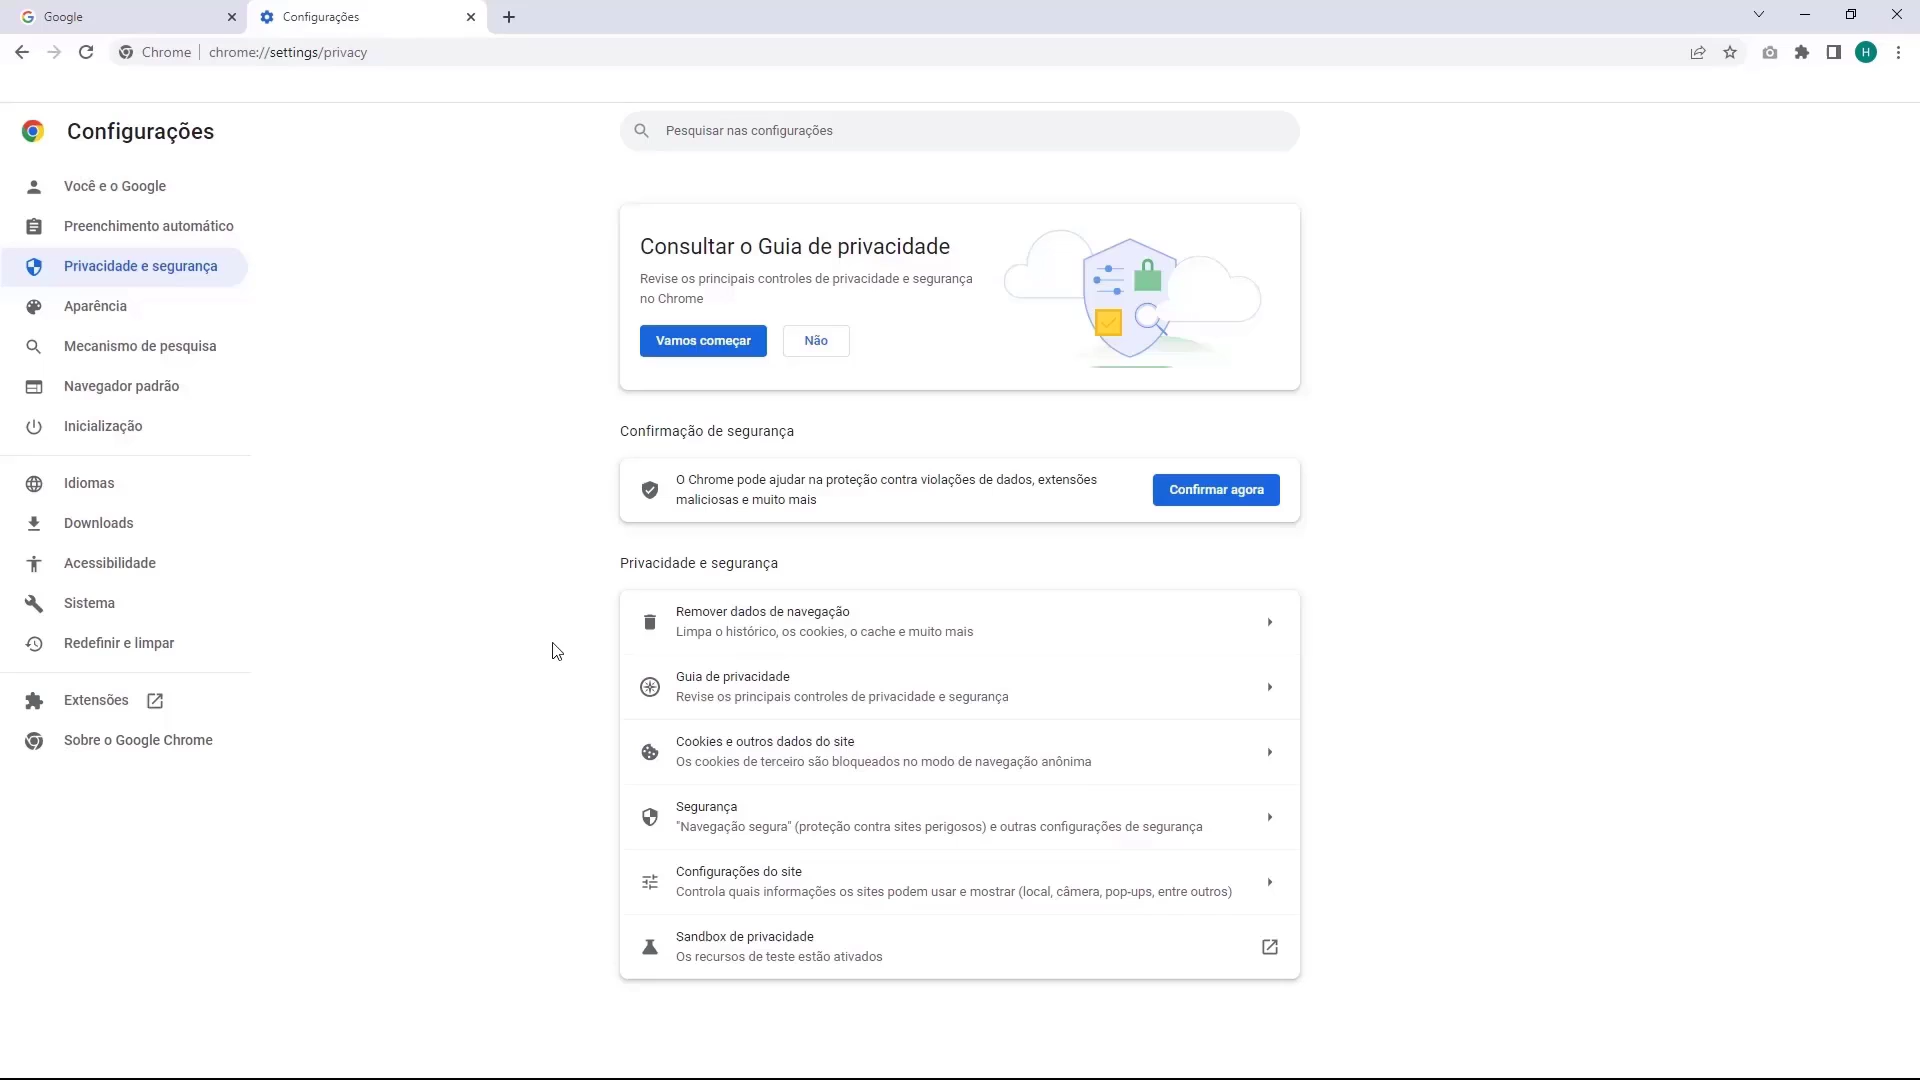 Google
Configurações
Chrome
chrome://settings/privacy
H
Configurações
Pesquisar nas configurações
Você e o Google
Preenchimento automático
Privacidade e segurança
Aparência
Mecanismo de pesquisa
Navegador padrão
Inicialização
Idiomas
Downloads
Acessibilidade
Sistema
Redefinir e limpar
Extensões
Sobre o Google Chrome
Consultar o Guia de privacidade
Revise os principais controles de privacidade e segurança
no Chrome
Vamos começar
Não
Confirmação de segurança
O Chrome pode ajudar na proteção contra violações de dados, extensões
maliciosas e muito mais
Confirmar agora
Privacidade e segurança
Remover dados de navegação
Limpa o histórico, os cookies, o cache e muito mais
Guia de privacidade
Revise os principais controles de privacidade e segurança
Cookies e outros dados do site
Os cookies de terceiro são bloqueados no modo de navegação anônima
Segurança
"Navegação segura" (proteção contra sites perigosos) e outras configurações de segurança
Configurações do site
Controla quais informações os sites podem usar e mostrar (local, câmera, pop-ups, entre outros)
Sandbox de privacidade
Os recursos de teste estão ativados